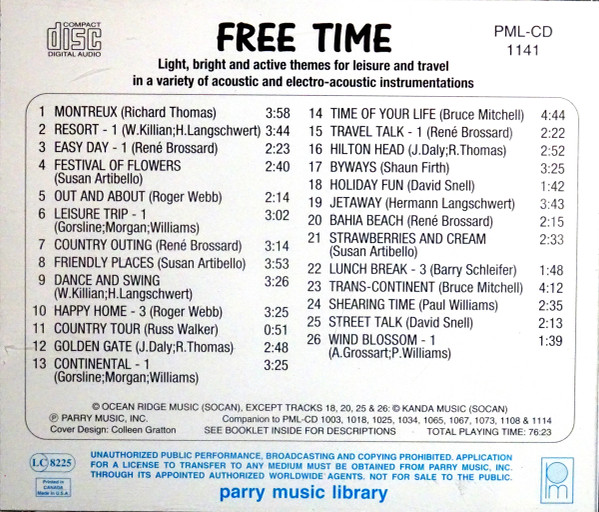 COMPACT
disc
DIGITAL AUDIO
FREE TIME
PML-CD
1141
Light, bright and active themes for leisure and travel
in a variety of acoustic and electro-acoustic instrumentations
1 MONTREUX (Richard Thomas) 3:58
2 RESORT - 1 (W.Killian;H.Langschwert) 3:44
3 EASY DAY - 1 (René Brossard) 2:23
4 FESTIVAL OF FLOWERS 2:40
(Susan Artibello)
5 OUT AND ABOUT (Roger Webb) 2:14
6 LEISURE TRIP - 1 3:02
(Gorsline;Morgan;Williams)
7 COUNTRY OUTING (René Brossard) 3:14
8 FRIENDLY PLACES (Susan Artibello) 3:53
9 DANCE AND SWING 3:26
(W.Killian;H.Langschwert)
10 HAPPY HOME - 3 (Roger Webb) 3:25
11 COUNTRY TOUR (Russ Walker) 0:51
12 GOLDEN GATE (J.Daly;R.Thomas) 2:48
13 CONTINENTAL - 1 3:25
(Gorsline;Morgan;Williams)
14 TIME OF YOUR LIFE (Bruce Mitchell) 4:44
15 TRAVEL TALK - 1 (René Brossard) 2:22
16 HILTON HEAD (J.Daly;R.Thomas) 2:52
17 BYWAYS (Shaun Firth) 3:25
18 HOLIDAY FUN (David Snell) 1:42
19 JETAWAY (Hermann Langschwert) 3:43
20 BAHIA BEACH (René Brossard) 2:15
21 STRAWBERRIES AND CREAM 2:33
(Susan Artibello)
22 LUNCH BREAK - 3 (Barry Schleifer) 1:48
23 TRANS-CONTINENT (Bruce Mitchell) 4:12
24 SHEARING TIME (Paul Williams) 2:35
25 STREET TALK (David Snell) 2:13
26 WIND BLOSSOM - 1 1:39
(A.Grossart;P.Williams)
© OCEAN RIDGE MUSIC (SOCAN), EXCEPT TRACKS 18, 20, 25 & 26: © KANDA MUSIC (SOCAN)
℗ PARRY MUSIC, INC. Companion to PML-CD 1003, 1018, 1025, 1034, 1065, 1067, 1073, 1108 & 1114
Cover Design: Colleen Gratton SEE BOOKLET INSIDE FOR DESCRIPTIONS TOTAL PLAYING TIME: 76:23
LC 8225
Printed in
CANADA
Made in U.S.A.
UNAUTHORIZED PUBLIC PERFORMANCE, BROADCASTING AND COPYING PROHIBITED. APPLICATION
FOR A LICENSE TO TRANSFER TO ANY MEDIUM MUST BE OBTAINED FROM PARRY MUSIC, INC.
THROUGH ITS APPOINTED AUTHORIZED WORLDWIDE AGENTS. NOT FOR SALE TO THE PUBLIC.
parry music library
pm